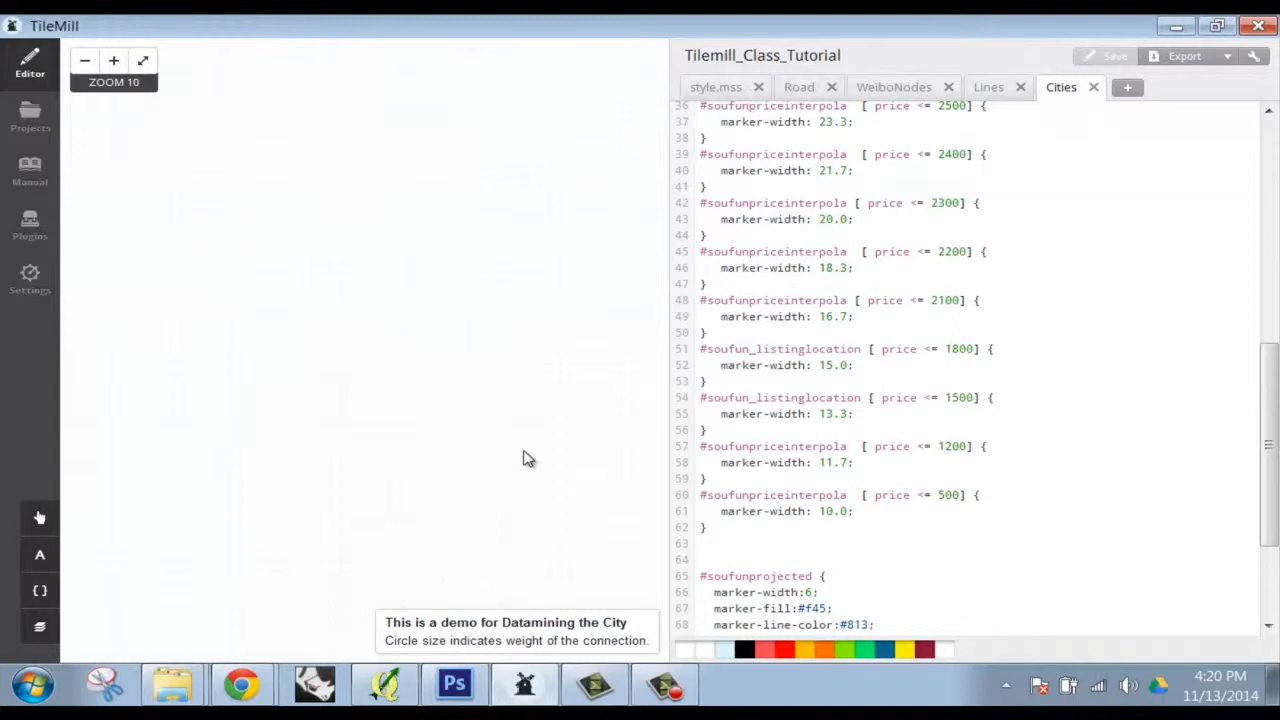 TileMill
Editor
Projects
Manual
Plugins
Settings
− +
ZOOM 10
A
{ }
This is a demo for Datamining the City
Circle size indicates weight of the connection.
Tilemill_Class_Tutorial
Save Export
style.mss Road WeiboNodes Lines Cities +
36 #soufunpriceinterpola [ price <= 2500] {
37 marker-width: 23.3;
38 }
39 #soufunpriceinterpola [ price <= 2400] {
40 marker-width: 21.7;
41 }
42 #soufunpriceinterpola [ price <= 2300] {
43 marker-width: 20.0;
44 }
45 #soufunpriceinterpola [ price <= 2200] {
46 marker-width: 18.3;
47 }
48 #soufunpriceinterpola [ price <= 2100] {
49 marker-width: 16.7;
50 }
51 #soufun_listinglocation [ price <= 1800] {
52 marker-width: 15.0;
53 }
54 #soufun_listinglocation [ price <= 1500] {
55 marker-width: 13.3;
56 }
57 #soufunpriceinterpola [ price <= 1200] {
58 marker-width: 11.7;
59 }
60 #soufunpriceinterpola [ price <= 500] {
61 marker-width: 10.0;
62 }
63
64
65 #soufunprojected {
66 marker-width:6;
67 marker-fill:#f45;
68 marker-line-color:#813;
Ps
4:20 PM
11/13/2014